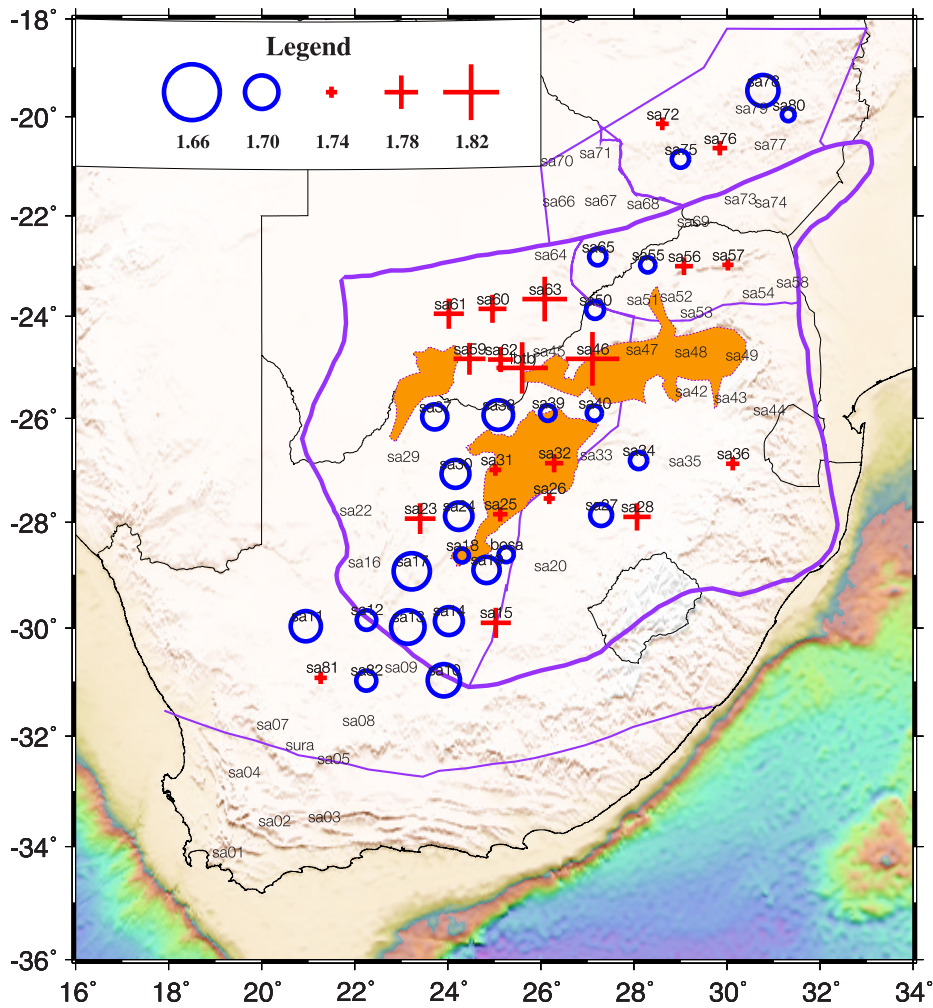 -18°
Legend
1.66 1.70 1.74 1.78 1.82
sa78
-20°
sa79 sa80
sa72
sa76
sa77
sa75
sa71
sa70
sa66 sa67 sa68 sa73 sa74
-22°
sa69
sa65
sa64
sa55 sa56 sa57
sa58
sa63
sa54
sa61 sa60 sa50 sa51 sa52
sa53
-24°
sa59 sa62 sa45 sa46 sa47 sa48 sa49
btb
sa42 sa43
sa37 sa38 sa39 sa40 sa44
-26°
sa29 sa30 sa31 sa32 sa33 sa34 sa35 sa36
sa26
sa22 sa23 sa24 sa25 sa27 sa28
-28°
sa18 bosa
sa16 sa17 sa19 sa20
sa11 sa12 sa13 sa14 sa15
-30°
sa81 sa82 sa09 sa10
sa07 sa08
-32°
sura
sa05
sa04
sa02 sa03
-34°
sa01
-36°
16° 18° 20° 22° 24° 26° 28° 30° 32° 34°